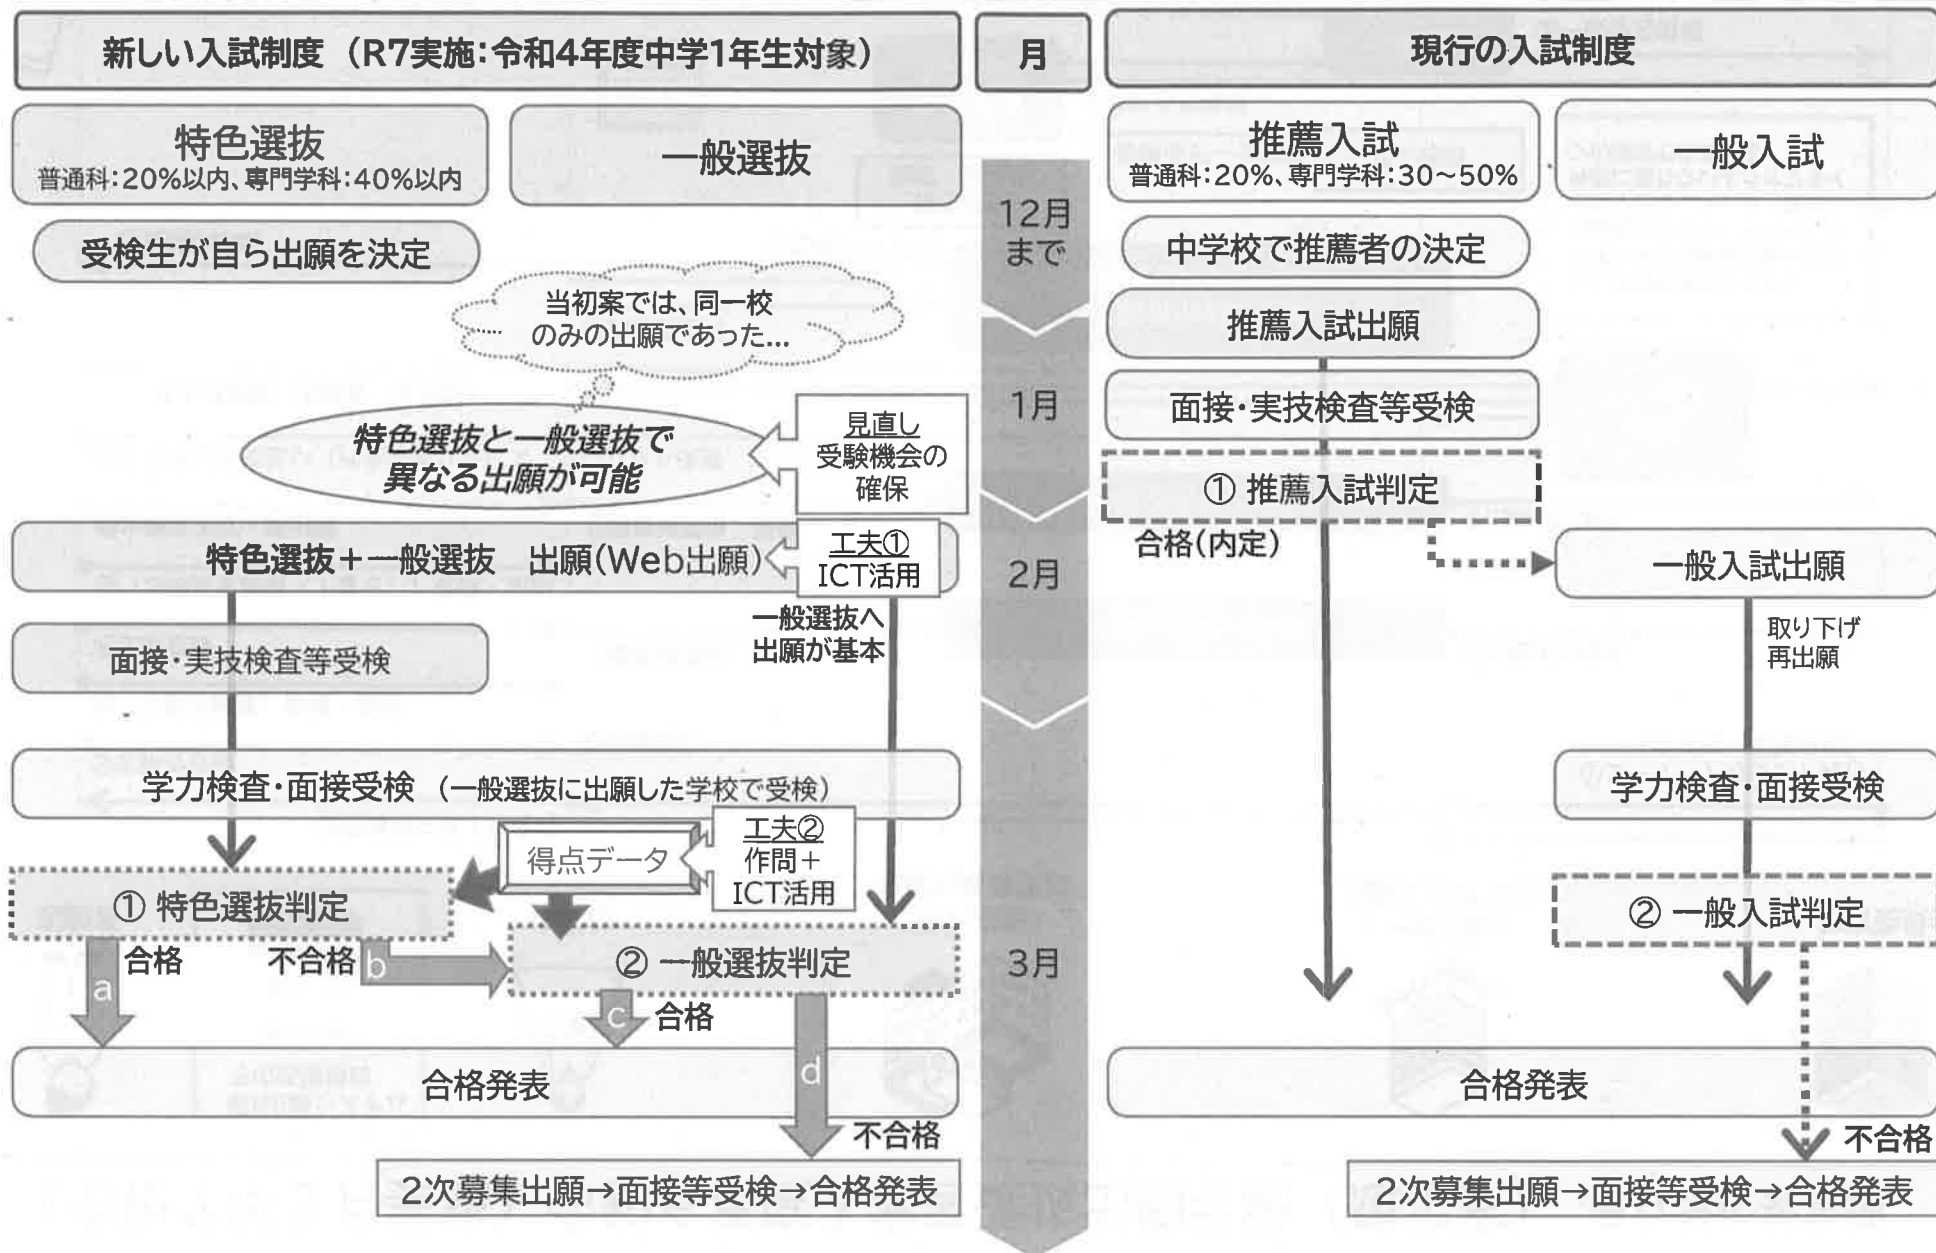 新しい入試制度 (R7実施:令和4年度中学1年生対象)
月
現行の入試制度
特色選抜
普通科:20%以内、専門学科:40%以内
一般選抜
推薦入試
普通科:20%、専門学科:30~50%
一般入試
受検生が自ら出願を決定
12月
まで
中学校で推薦者の決定
当初案では、同一校
のみの出願であった...
推薦入試出願
1月
面接・実技検査等受検
特色選抜と一般選抜で
異なる出願が可能
見直し
受験機会の
確保
① 推薦入試判定
合格(内定)
特色選抜+一般選抜 出願(Web出願)
工夫①
ICT活用
2月
一般入試出願
一般選抜へ
出願が基本
取り下げ
再出願
面接・実技検査等受検
学力検査・面接受検 (一般選抜に出願した学校で受検)
学力検査・面接受検
得点データ
工夫②
作問+
ICT活用
① 特色選抜判定
② 一般入試判定
a
合格
不合格
b
② 一般選抜判定
3月
c
合格
d
合格発表
合格発表
不合格
不合格
2次募集出願→面接等受検→合格発表
2次募集出願→面接等受検→合格発表